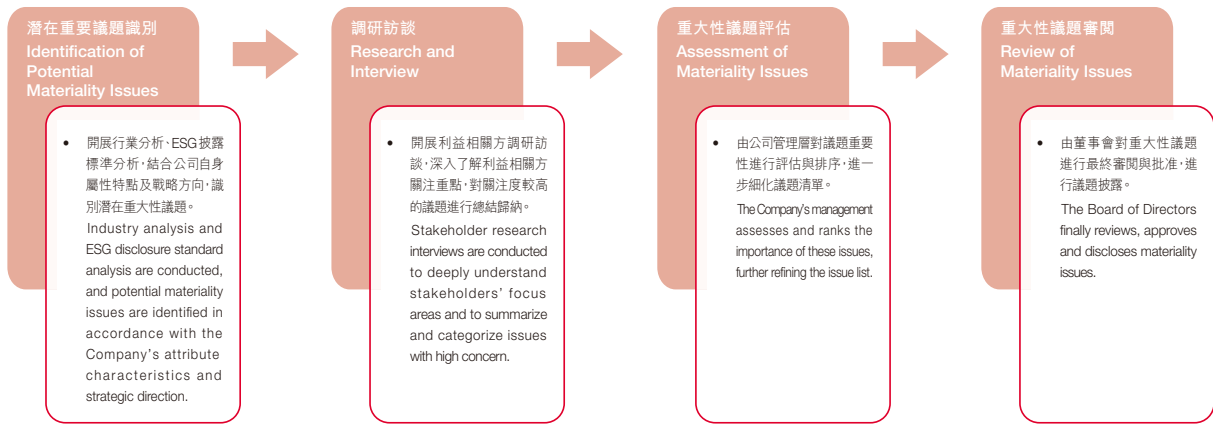 潛在重要議題識別
Identification of
Potential
Materiality Issues
• 開展行業分析、ESG披露
標準分析，結合公司自身
屬性特點及戰略方向，識
別潛在重大性議題。
Industry analysis and
ESG disclosure standard
analysis are conducted,
and potential materiality
issues are identified in
accordance with the
Company's attribute
characteristics and
strategic direction.
調研訪談
Research and
Interview
• 開展利益相關方調研訪
談，深入了解利益相關方
關注重點，對關注度較高
的議題進行總結歸納。
Stakeholder research
interviews are conducted
to deeply understand
stakeholders' focus
areas and to summarize
and categorize issues
with high concern.
重大性議題評估
Assessment of
Materiality Issues
• 由公司管理層對議題重要
性進行評估與排序，進一
步細化議題清單。
The Company's management
assesses and ranks the
importance of these issues,
further refining the issue list.
重大性議題審閱
Review of
Materiality Issues
• 由董事會對重大性議題
進行最終審閱與批准，進
行議題披露。
The Board of Directors
finally reviews, approves
and discloses materiality
issues.